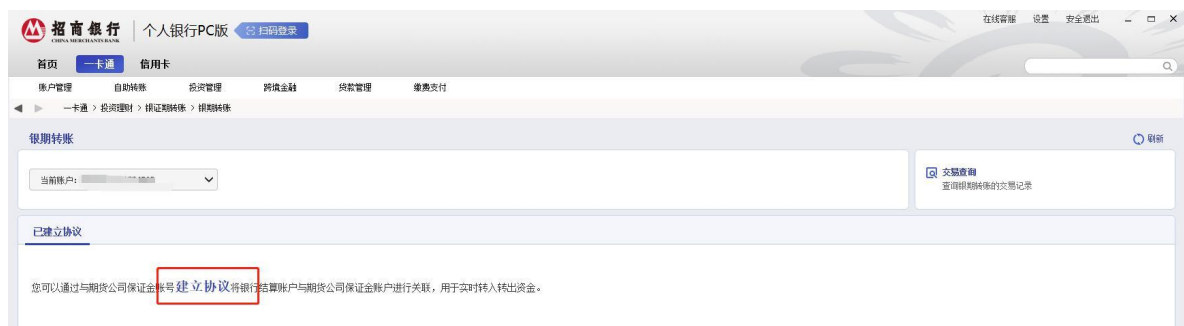 招商银行 个人银行PC版 扫码登录 在线客服 设置 安全退出
CHINA MERCHANTS BANK
首页 一卡通 信用卡
账户管理 自助转账 投资管理 跨境金融 贷款管理 缴费支付
一卡通 > 投资理财 > 银证期转账 > 银期转账
银期转账 刷新
当前账户:
交易查询
查询银期转账的交易记录
已建立协议
您可以通过与期货公司保证金账号建立协议将银行结算账户与期货公司保证金账户进行关联，用于实时转入转出资金。